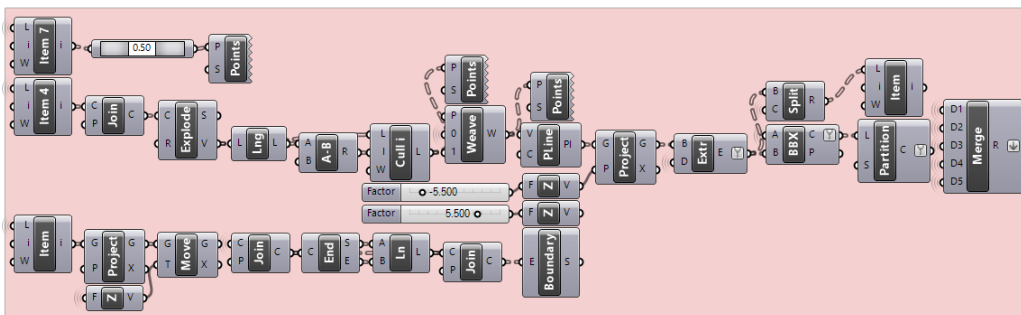 L
i
W
Item 7
i
0.50
P
S
Points
L
i
W
Item 4
i
C
P
Join
C
C
R
Explode
S
V
L
Lng
L
A
B
A-B
R
L
I
W
Cull i
L
P
S
Points
P
0
1
Weave
W
P
S
Points
V
C
PLine
Pl
G
P
Project
G
X
B
D
Extr
E
B
C
Split
R
A
B
BBX
C
P
L
i
W
Item
i
L
S
Partition
C
D1
D2
D3
D4
D5
Merge
R
Factor
-5.500
F
Z
V
Factor
5.500
F
Z
V
L
i
W
Item
i
G
P
Project
G
X
G
T
Move
G
X
C
P
Join
C
C
End
S
E
A
B
Ln
L
C
P
Join
C
E
Boundary
S
F
Z
V